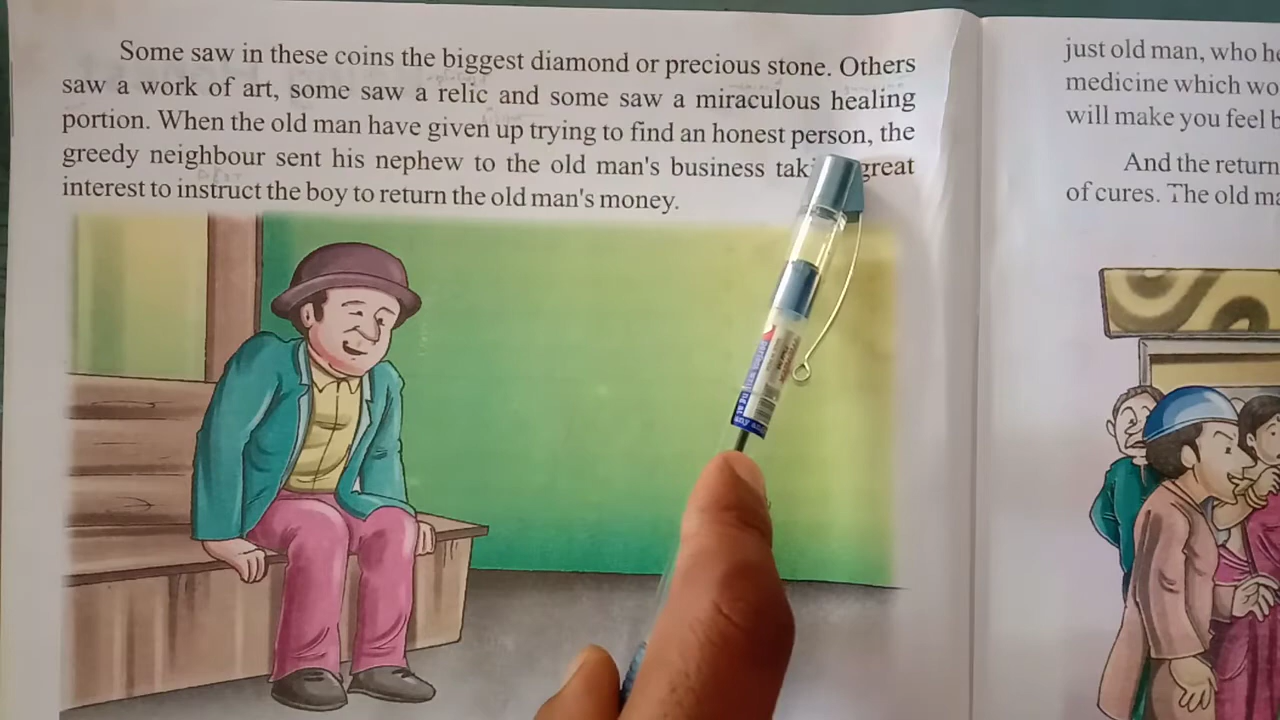 Some saw in these coins the biggest diamond or precious stone. Others
saw a work of art, some saw a relic and some saw a miraculous healing
portion. When the old man have given up trying to find an honest person, the
greedy neighbour sent his nephew to the old man's business great
interest to instruct the boy to return the old man's money.
just old man, who
medicine which
will make you feel
And the return
of cures. The old